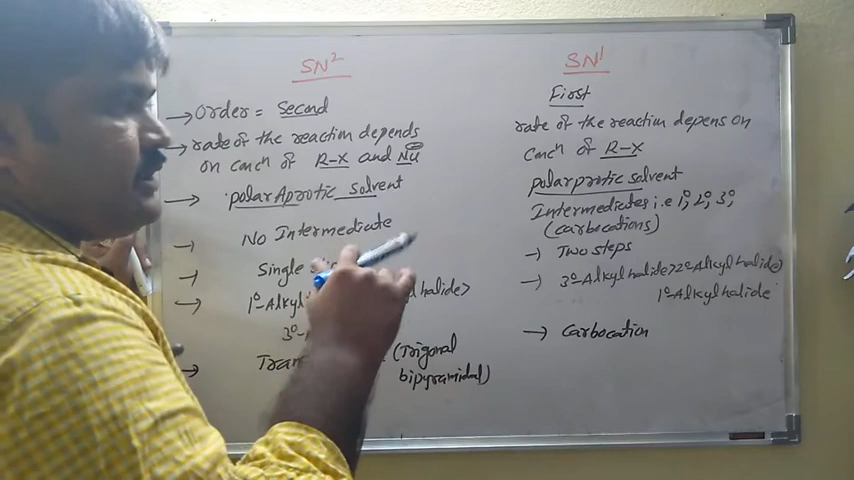 SN²
→ Order = Second
→ rate of the reaction depends
on concⁿ of R-X and Nu⊖
→ polar Aprotic solvent
→ No Intermediate
→ Single
→ 1°-Alkyl halide>
3°-
→ (Trigonal
bipyramidal)
SN¹
First
rate of the reaction depens on
concⁿ of R-X
polar protic solvent
Intermediates i.e 1°, 2°, 3°,
(carbocations)
→ Two steps
→ 3°-Alkyl halide>2°-Alkyl halide>
1°-Alkyl halide
→ Carbocation